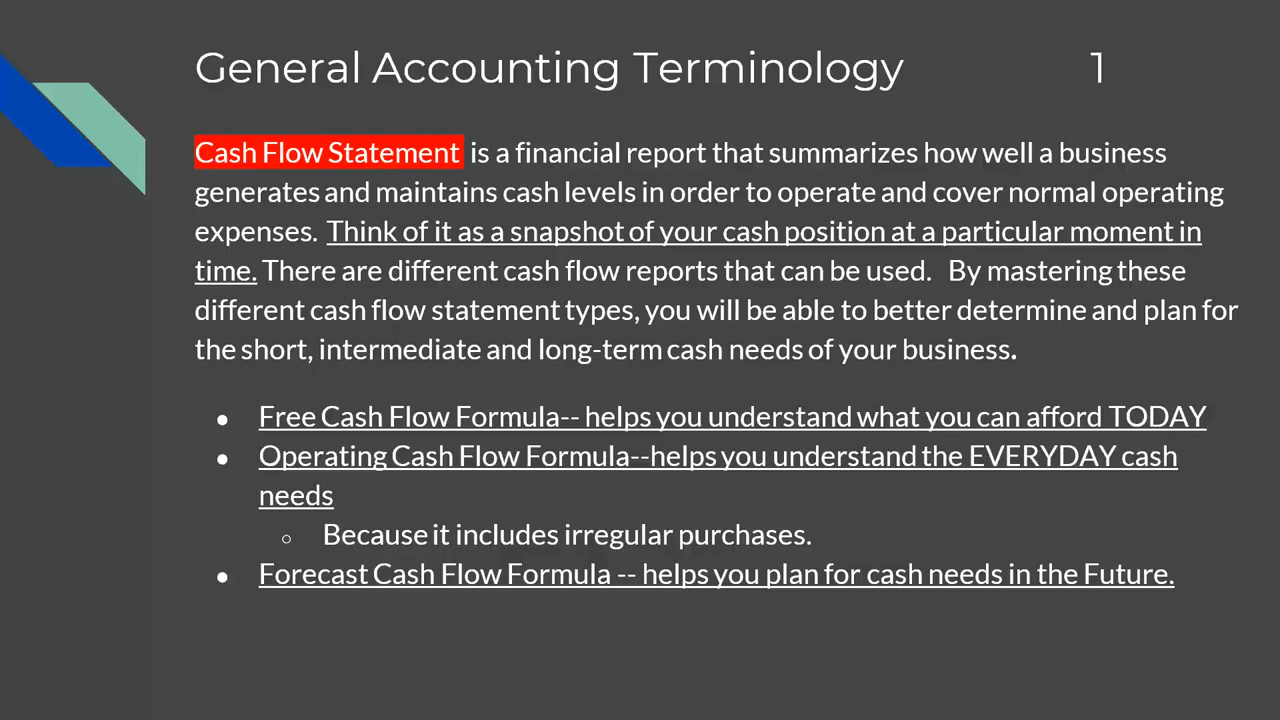 General Accounting Terminology 1
Cash Flow Statement is a financial report that summarizes how well a business
generates and maintains cash levels in order to operate and cover normal operating
expenses. Think of it as a snapshot of your cash position at a particular moment in
time. There are different cash flow reports that can be used. By mastering these
different cash flow statement types, you will be able to better determine and plan for
the short, intermediate and long-term cash needs of your business.
● Free Cash Flow Formula-- helps you understand what you can afford TODAY
● Operating Cash Flow Formula--helps you understand the EVERYDAY cash
needs
○ Because it includes irregular purchases.
● Forecast Cash Flow Formula -- helps you plan for cash needs in the Future.